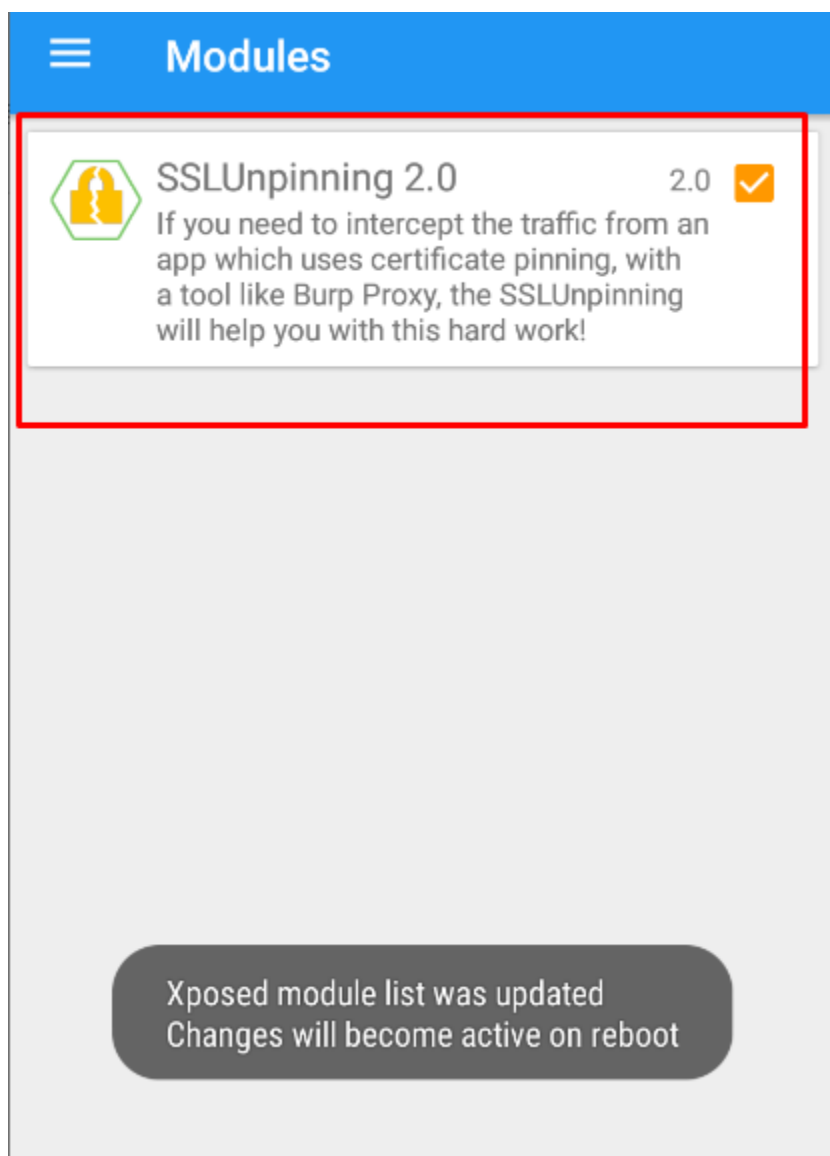 Modules
SSLUnpinning 2.0 2.0
If you need to intercept the traffic from an
app which uses certificate pinning, with
a tool like Burp Proxy, the SSLUnpinning
will help you with this hard work!
Xposed module list was updated
Changes will become active on reboot